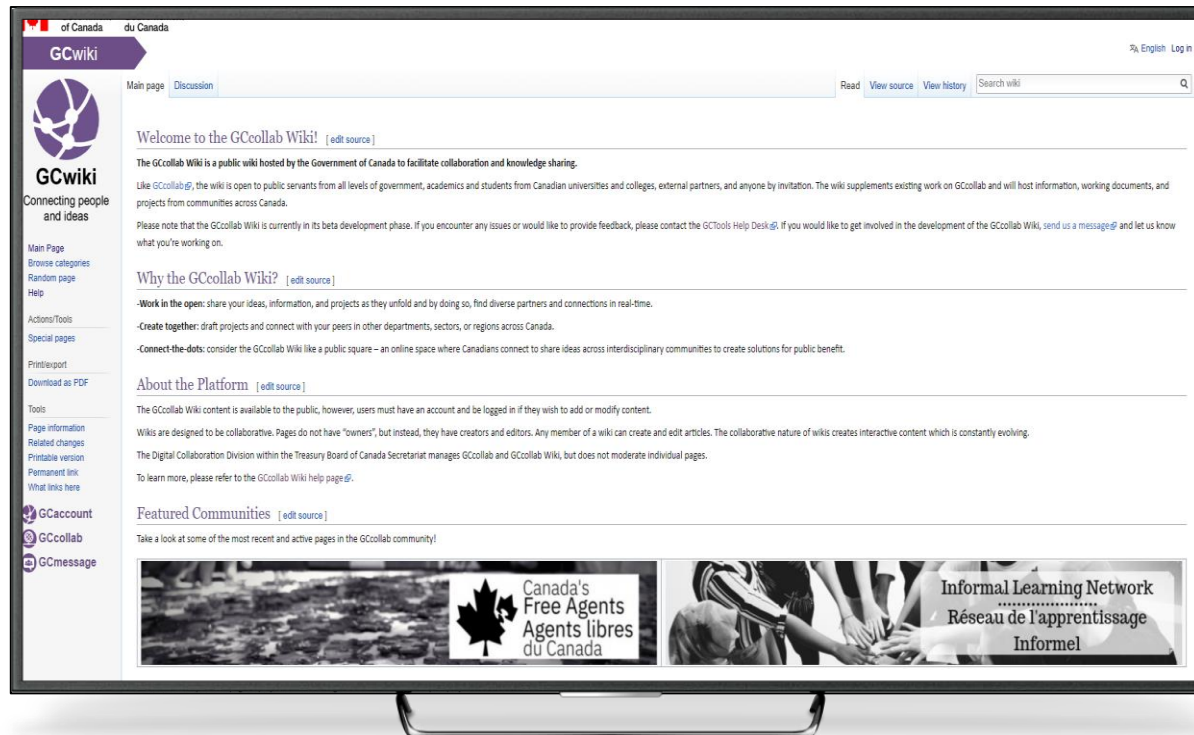 of Canada du Canada
GCwiki
English Log in
Main page Discussion Read View source View history Search wiki
GCwiki
Connecting people
and ideas
Main Page
Browse categories
Random page
Help
Actions/Tools
Special pages
Print/export
Download as PDF
Tools
Page information
Related changes
Printable version
Permanent link
What links here
GCaccount
GCcollab
GCmessage
Welcome to the GCcollab Wiki! [ edit source ]
The GCcollab Wiki is a public wiki hosted by the Government of Canada to facilitate collaboration and knowledge sharing.
Like GCcollab, the wiki is open to public servants from all levels of government, academics and students from Canadian universities and colleges, external partners, and anyone by invitation. The wiki supplements existing work on GCcollab and will host information, working documents, and
projects from communities across Canada.
Please note that the GCcollab Wiki is currently in its beta development phase. If you encounter any issues or would like to provide feedback, please contact the GCTools Help Desk. If you would like to get involved in the development of the GCcollab Wiki, send us a message and let us know
what you're working on.
Why the GCcollab Wiki? [ edit source ]
-Work in the open: share your ideas, information, and projects as they unfold and by doing so, find diverse partners and connections in real-time.
-Create together: draft projects and connect with your peers in other departments, sectors, or regions across Canada.
-Connect-the-dots: consider the GCcollab Wiki like a public square – an online space where Canadians connect to share ideas across interdisciplinary communities to create solutions for public benefit.
About the Platform [ edit source ]
The GCcollab Wiki content is available to the public, however, users must have an account and be logged in if they wish to add or modify content.
Wikis are designed to be collaborative. Pages do not have "owners", but instead, they have creators and editors. Any member of a wiki can create and edit articles. The collaborative nature of wikis creates interactive content which is constantly evolving.
The Digital Collaboration Division within the Treasury Board of Canada Secretariat manages GCcollab and GCcollab Wiki, but does not moderate individual pages.
To learn more, please refer to the GCcollab Wiki help page.
Featured Communities [ edit source ]
Take a look at some of the most recent and active pages in the GCcollab community!
Canada's
Free Agents
Agents libres
du Canada
Informal Learning Network
Réseau de l'apprentissage
Informel